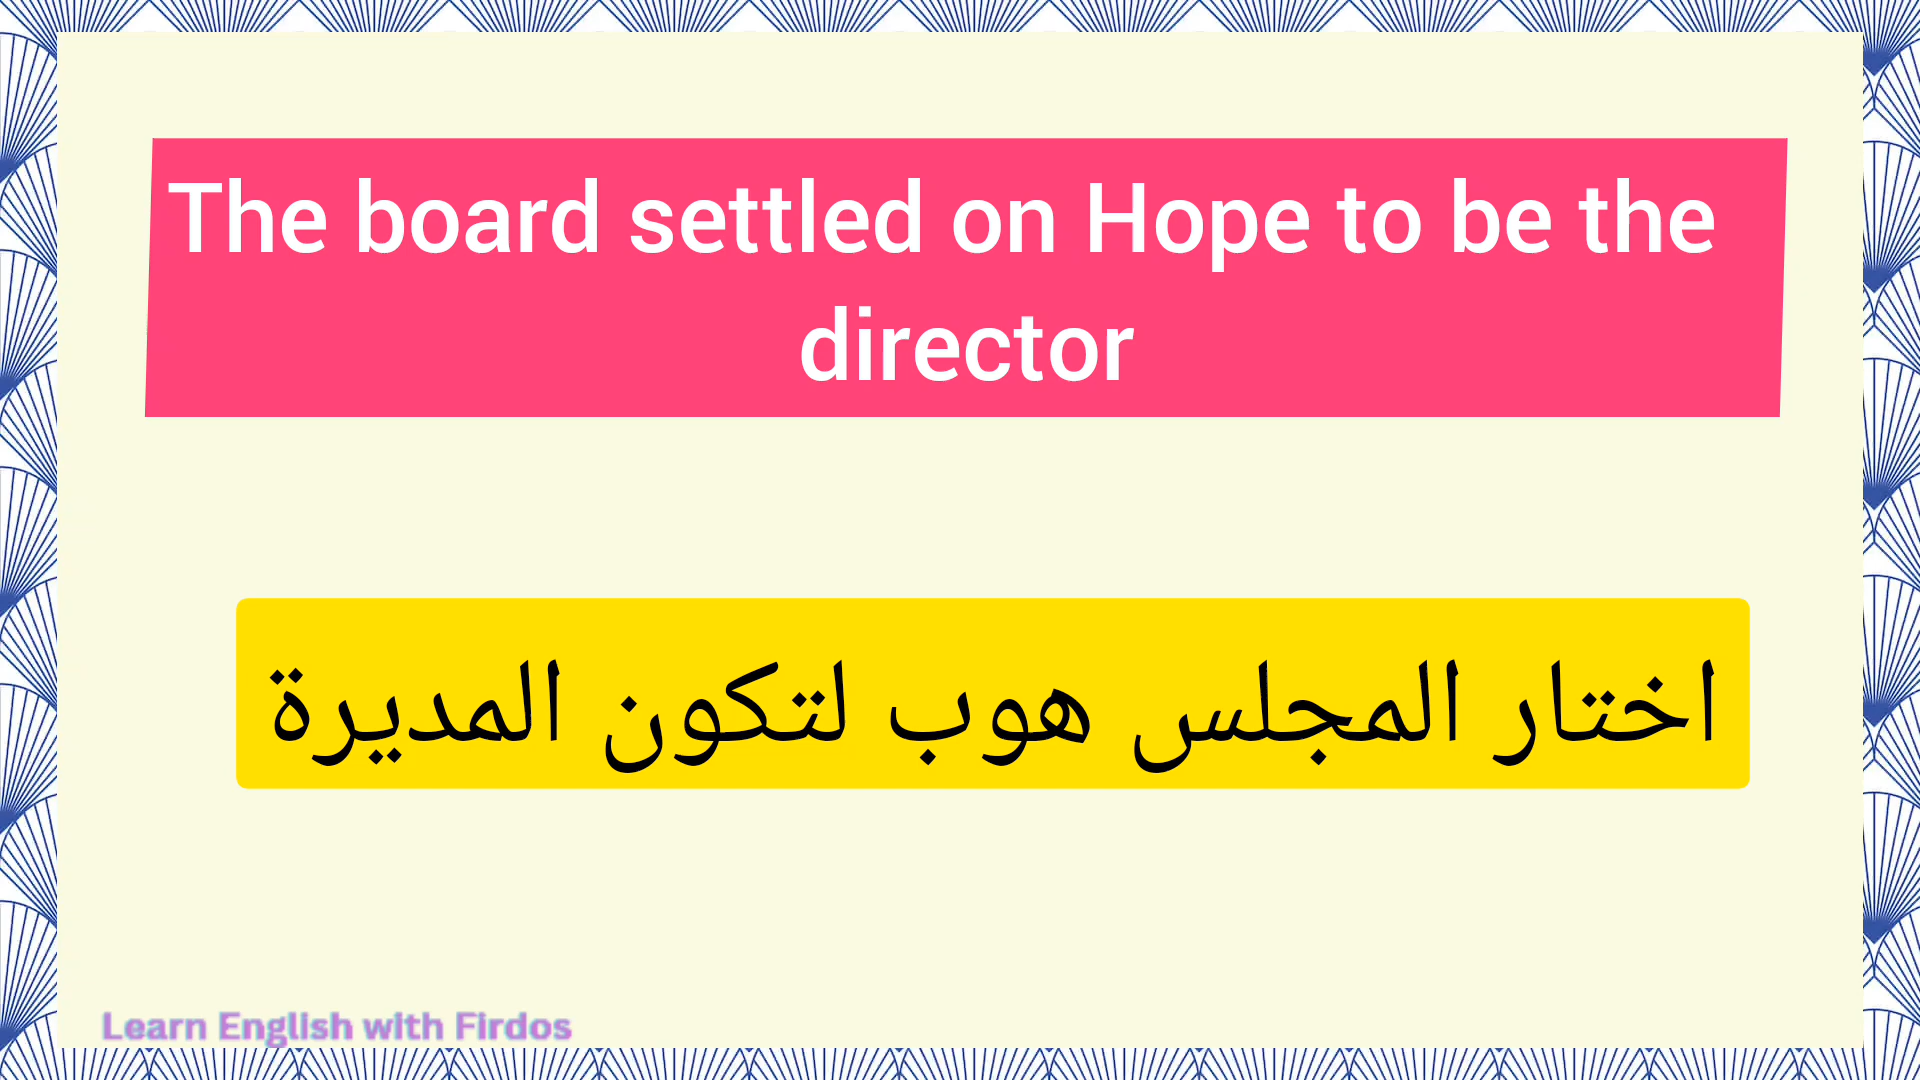 The board settled on Hope to be the
director
اختار المجلس هوب لتكون المديرة
Learn English with Firdos